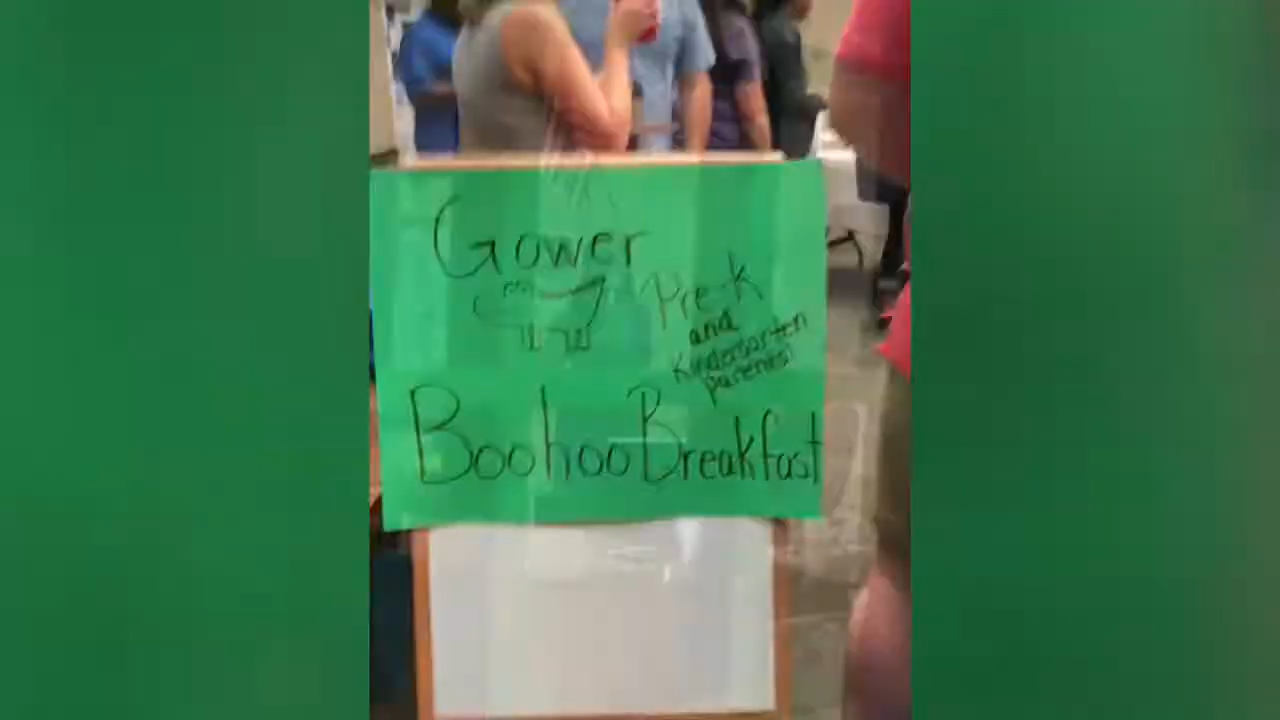 Gower
Pre-K
and
Kindergarten
parents!
Boohoo Breakfast